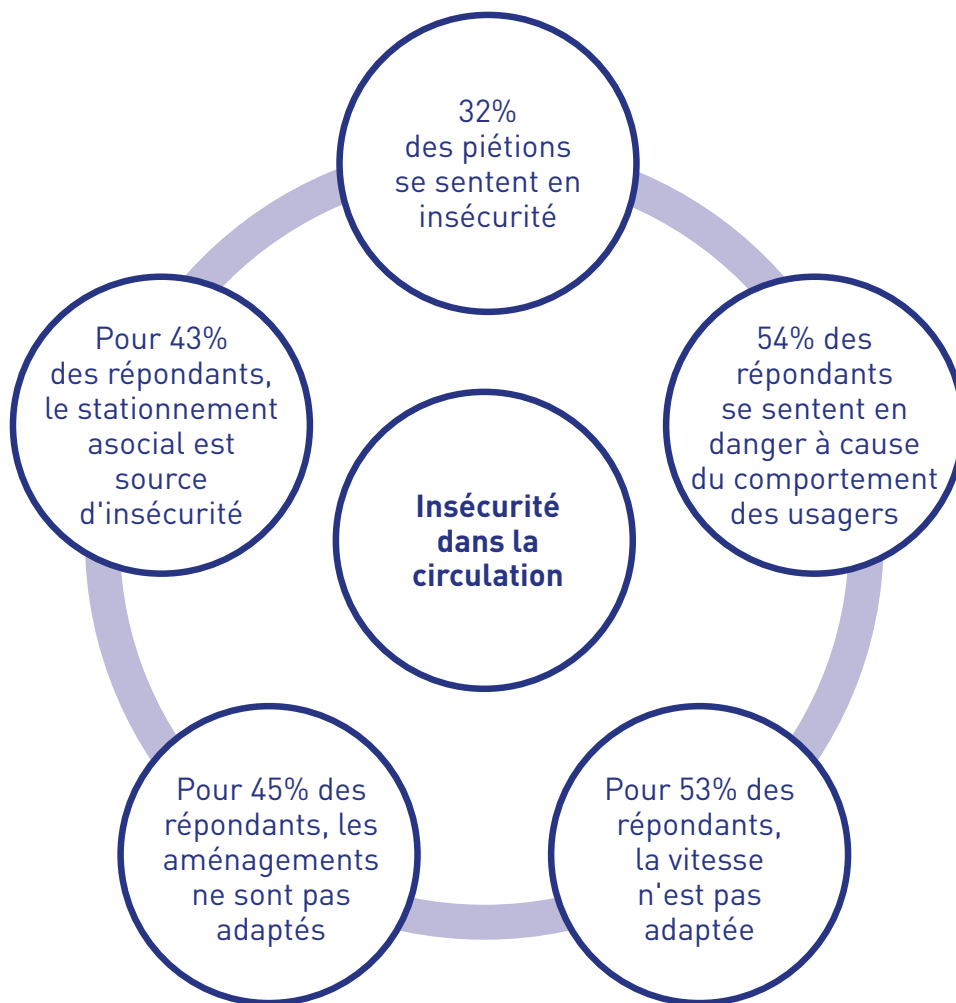 32%
des piétions
se sentent en
insécurité
54% des
répondants
se sentent en
danger à cause
du comportement
des usagers
Pour 53% des
répondants,
la vitesse
n'est pas
adaptée
Pour 45% des
répondants, les
aménagements
ne sont pas
adaptés
Pour 43%
des répondants,
le stationnement
asocial est
source
d'insécurité
Insécurité
dans la
circulation